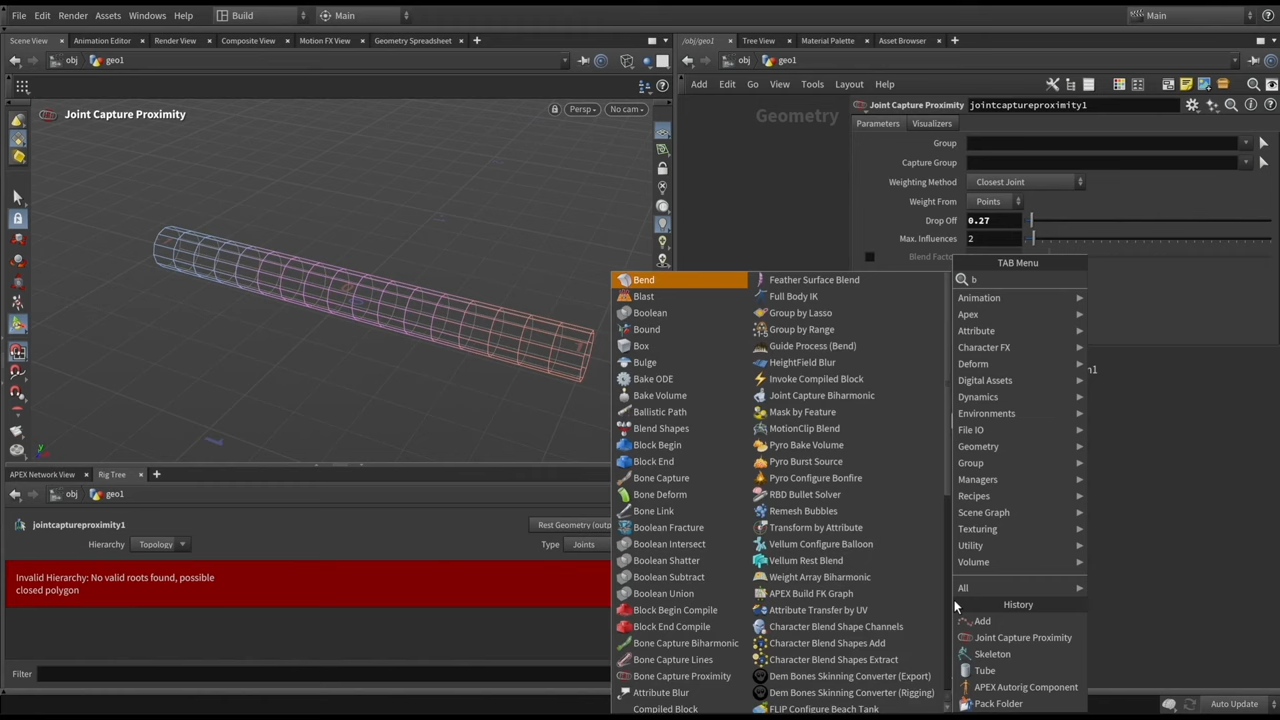 File Edit Render Assets Windows Help Build Main Main
Scene View Animation Editor Render View Composite View Motion FX View Geometry Spreadsheet
/obj/geo1 Tree View Material Palette Asset Browser
obj geo1
obj geo1
Add Edit Go View Tools Layout Help
Joint Capture Proximity
Persp No cam
Geometry
Joint Capture Proximity jointcaptureproximity1
Parameters Visualizers
Group
Capture Group
Weighting Method Closest Joint
Weight From Points
Drop Off 0.27
Max. Influences 2
Blend Facto
TAB Menu
b
Animation
Apex
Attribute
Character FX
Deform
Digital Assets
Dynamics
Environments
File IO
Geometry
Group
Managers
Recipes
Scene Graph
Texturing
Utility
Volume
All
History
Add
Joint Capture Proximity
Skeleton
Tube
APEX Autorig Component
Pack Folder
Bend
Blast
Boolean
Bound
Box
Bulge
Bake ODE
Bake Volume
Ballistic Path
Blend Shapes
Block Begin
Block End
Bone Capture
Bone Deform
Bone Link
Boolean Fracture
Boolean Intersect
Boolean Shatter
Boolean Subtract
Boolean Union
Block Begin Compile
Block End Compile
Bone Capture Biharmonic
Bone Capture Lines
Bone Capture Proximity
Attribute Blur
Compiled Block
Feather Surface Blend
Full Body IK
Group by Lasso
Group by Range
Guide Process (Bend)
HeightField Blur
Invoke Compiled Block
Joint Capture Biharmonic
Mask by Feature
MotionClip Blend
Pyro Bake Volume
Pyro Burst Source
Pyro Configure Bonfire
RBD Bullet Solver
Remesh Bubbles
Transform by Attribute
Vellum Configure Balloon
Vellum Rest Blend
Weight Array Biharmonic
APEX Build FK Graph
Attribute Transfer by UV
Character Blend Shape Channels
Character Blend Shapes Add
Character Blend Shapes Extract
Dem Bones Skinning Converter (Export)
Dem Bones Skinning Converter (Rigging)
FLIP Configure Beach Tank
n1
y
APEX Network View Rig Tree
obj geo1
jointcaptureproximity1 Rest Geometry (outp
Hierarchy Topology Type Joints
Invalid Hierarchy: No valid roots found, possible
closed polygon
Filter
Auto Update